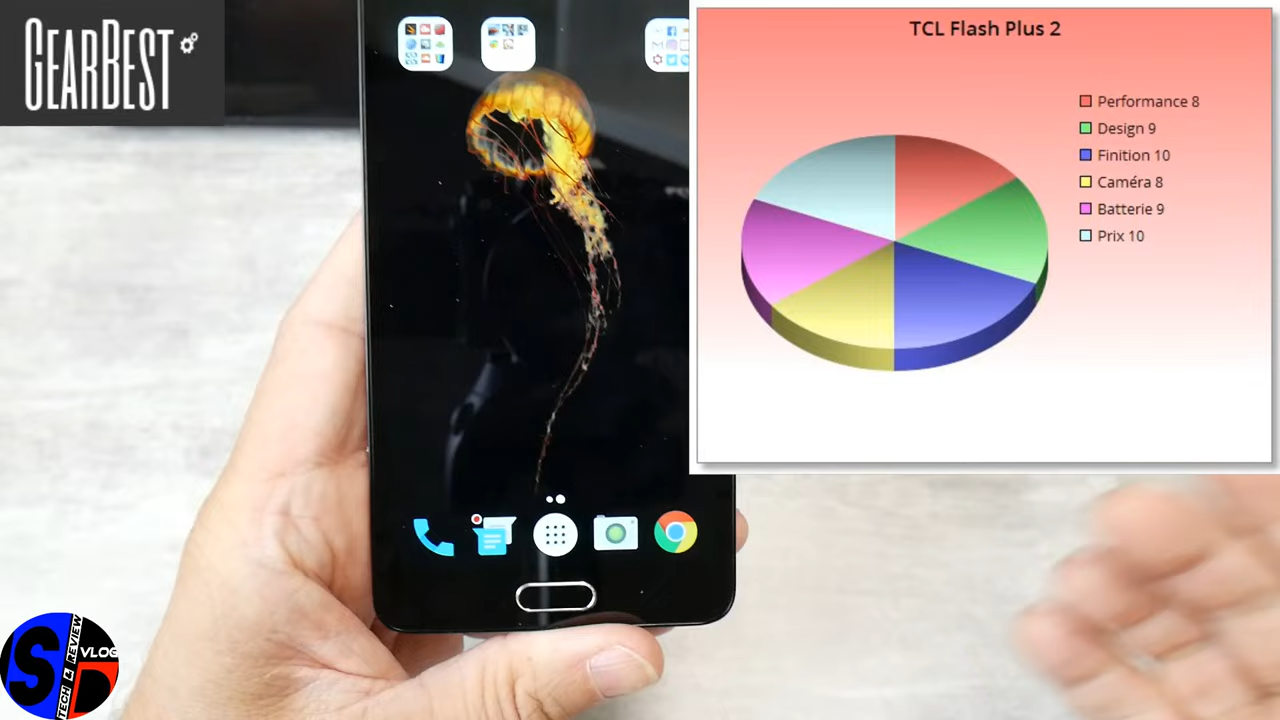 GEARBEST
TCL Flash Plus 2
Performance 8
Design 9
Finition 10
Caméra 8
Batterie 9
Prix 10
SD
TECH & REVIEW
VLOG